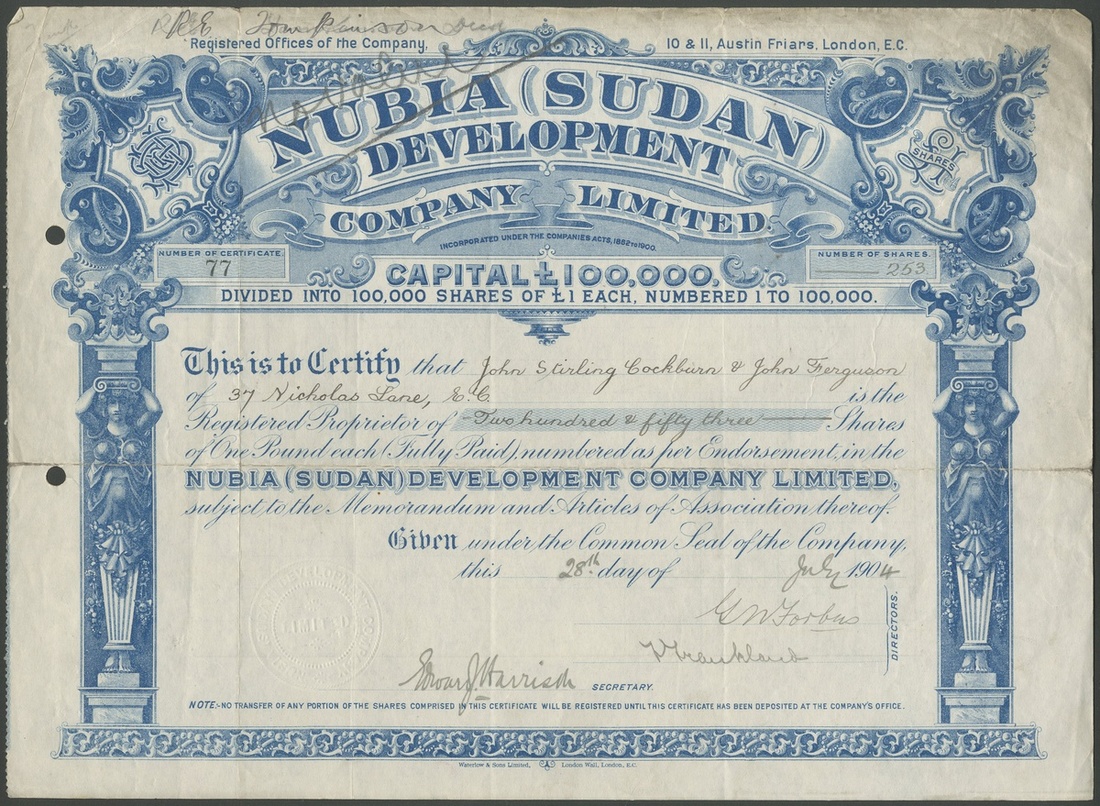 Registered Offices of the Company,
10 & 11, Austin Friars, London, E.C.
NUBIA (SUDAN)
DEVELOPMENT
COMPANY LIMITED.
INCORPORATED UNDER THE COMPANIES ACTS, 1862 TO 1900.
SHARES
£1
NUMBER OF CERTIFICATE.
77
NUMBER OF SHARES.
253
CAPITAL £100,000,
DIVIDED INTO 100,000 SHARES OF £1 EACH, NUMBERED 1 TO 100,000.
This is to Certify that John Stirling Cockburn & John Ferguson
of 37 Nicholas Lane, E.C. is the
Registered Proprietor of Two hundred & fifty three Shares
of One Pound each (Fully Paid), numbered as per Endorsement, in the
NUBIA (SUDAN) DEVELOPMENT COMPANY LIMITED,
subject to the Memorandum and Articles of Association thereof.
Given under the Common Seal of the Company,
this 28th day of July 1904
G W Forbes
DIRECTORS.
Edward J Harrison SECRETARY.
LIMITED
NOTE:-NO TRANSFER OF ANY PORTION OF THE SHARES COMPRISED IN THIS CERTIFICATE WILL BE REGISTERED UNTIL THIS CERTIFICATE HAS BEEN DEPOSITED AT THE COMPANY'S OFFICE.
Waterlow & Sons Limited, London Wall, London, E.C.